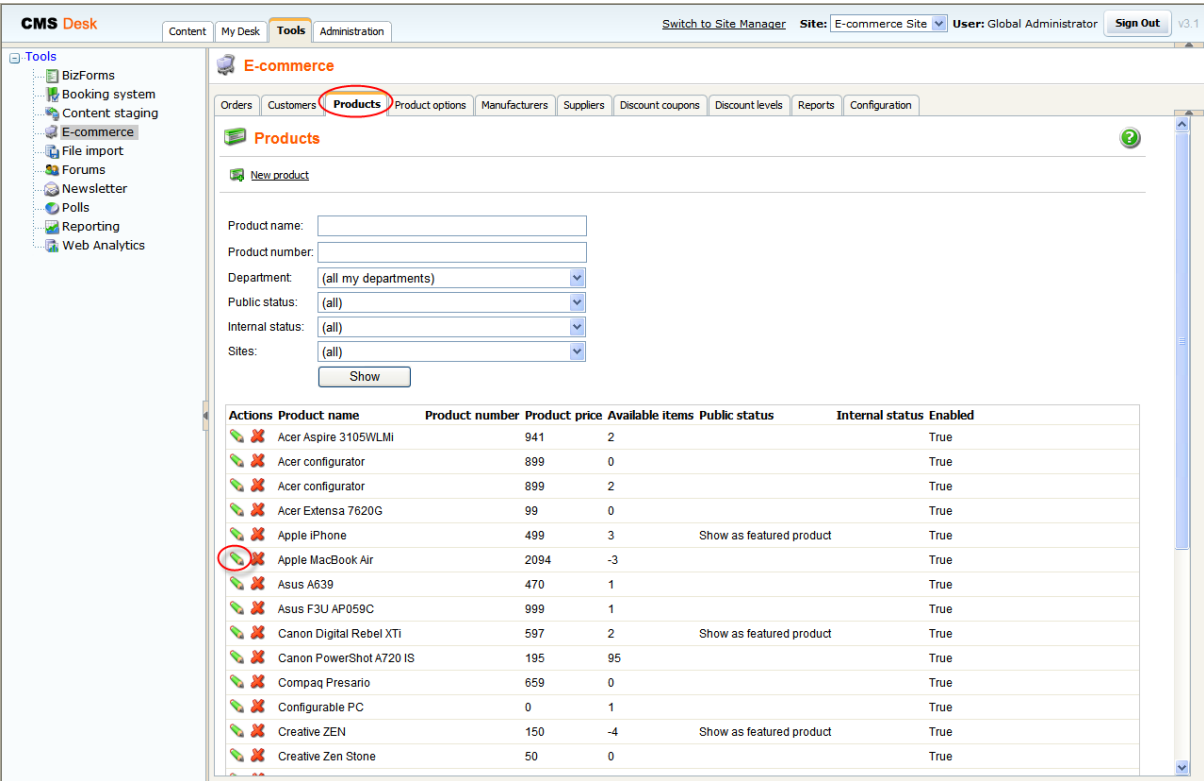 CMS Desk Content My Desk Tools Administration Switch to Site Manager Site: E-commerce Site User: Global Administrator Sign Out v3.1
Tools
BizForms
Booking system
Content staging
E-commerce
File import
Forums
Newsletter
Polls
Reporting
Web Analytics
E-commerce
Orders Customers Products Product options Manufacturers Suppliers Discount coupons Discount levels Reports Configuration
Products
New product
Product name:
Product number:
Department: (all my departments)
Public status: (all)
Internal status: (all)
Sites: (all)
Show
Actions Product name Product number Product price Available items Public status Internal status Enabled
Acer Aspire 3105WLMi 941 2 True
Acer configurator 899 0 True
Acer configurator 899 2 True
Acer Extensa 7620G 99 0 True
Apple iPhone 499 3 Show as featured product True
Apple MacBook Air 2094 -3 True
Asus A639 470 1 True
Asus F3U AP059C 999 1 True
Canon Digital Rebel XTi 597 2 Show as featured product True
Canon PowerShot A720 IS 195 95 True
Compaq Presario 659 0 True
Configurable PC 0 1 True
Creative ZEN 150 -4 Show as featured product True
Creative Zen Stone 50 0 True